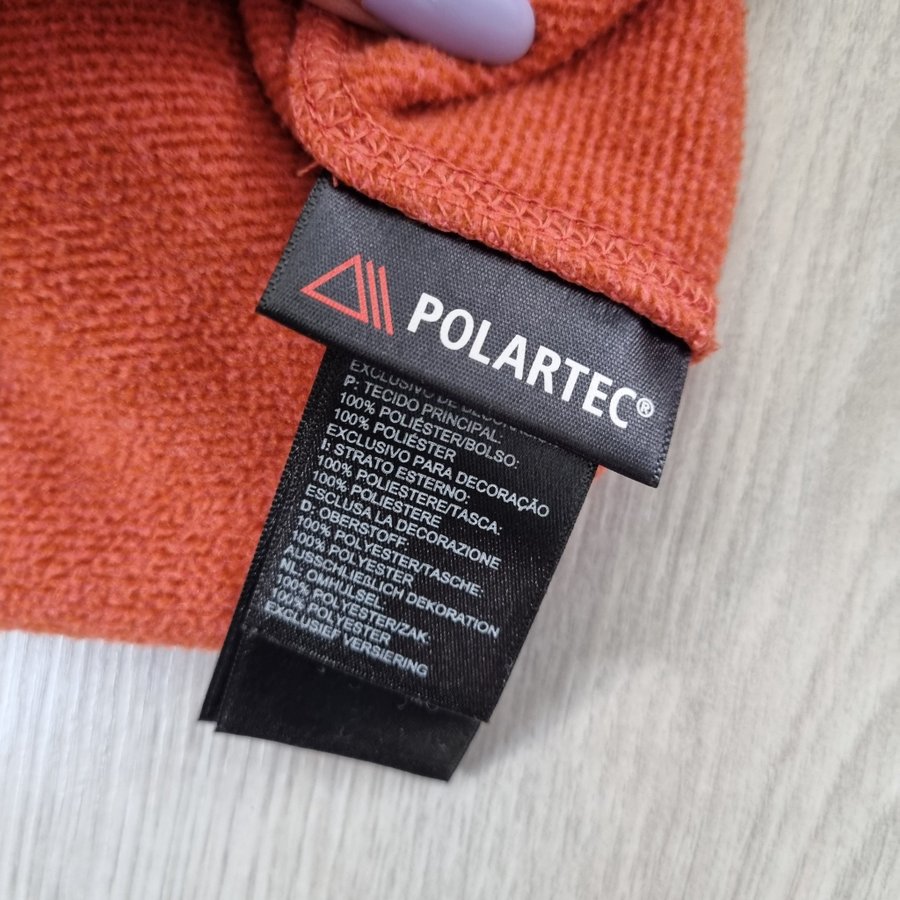 POLARTEC®
EXCLUSIVO DE
P: TECIDO PRINCIPAL:
100% POLIÉSTER/BOLSO:
100% POLIÉSTER
EXCLUSIVO PARA DECORAÇÃO
I: STRATO ESTERNO:
100% POLIESTERE/TASCA:
100% POLIESTERE
ESCLUSA LA DECORAZIONE
D: OBERSTOFF:
100% POLYESTER/TASCHE:
100% POLYESTER
AUSSCHLIEßLICH DEKORATION
NL: OMHULSEL:
100% POLYESTER/ZAK:
100% POLYESTER
EXCLUSIEF VERSIERING